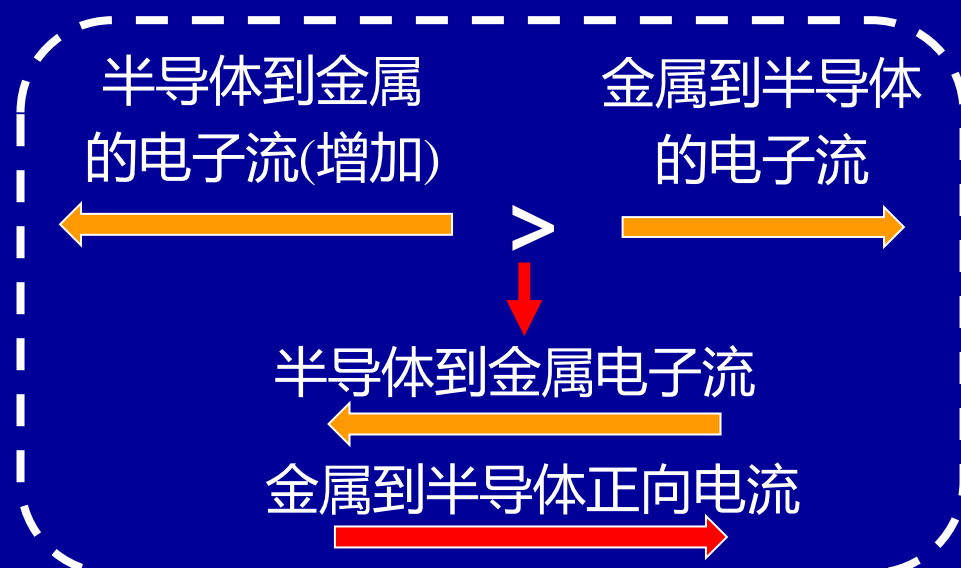 半导体到金属
的电子流(增加)
金属到半导体
的电子流
>
半导体到金属电子流
金属到半导体正向电流